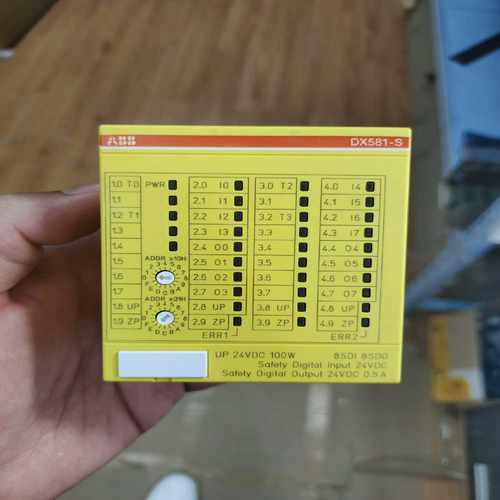 ABB DX581-S
1.0 T0 PWR 2.0 I0 3.0 T2 4.0 I4
1.1 2.1 I1 3.1 4.1 I5
1.2 T1 2.2 I2 3.2 T3 4.2 I6
1.3 2.3 I3 3.3 4.3 I7
1.4 2.4 O0 3.4 4.4 O4
1.5 ADDR x10H 2.5 O1 3.5 4.5 O5
1.6 2.6 O2 3.6 4.6 O6
1.7 2.7 O3 3.7 4.7 O7
1.8 UP ADDR x01H 2.8 UP 3.8 UP 4.8 UP
1.9 ZP 2.9 ZP 3.9 ZP 4.9 ZP
ERR1 ERR2
UP 24VDC 100W 8SDI 8SDO
Safety Digital Input 24VDC
Safety Digital Output 24VDC 0.5 A